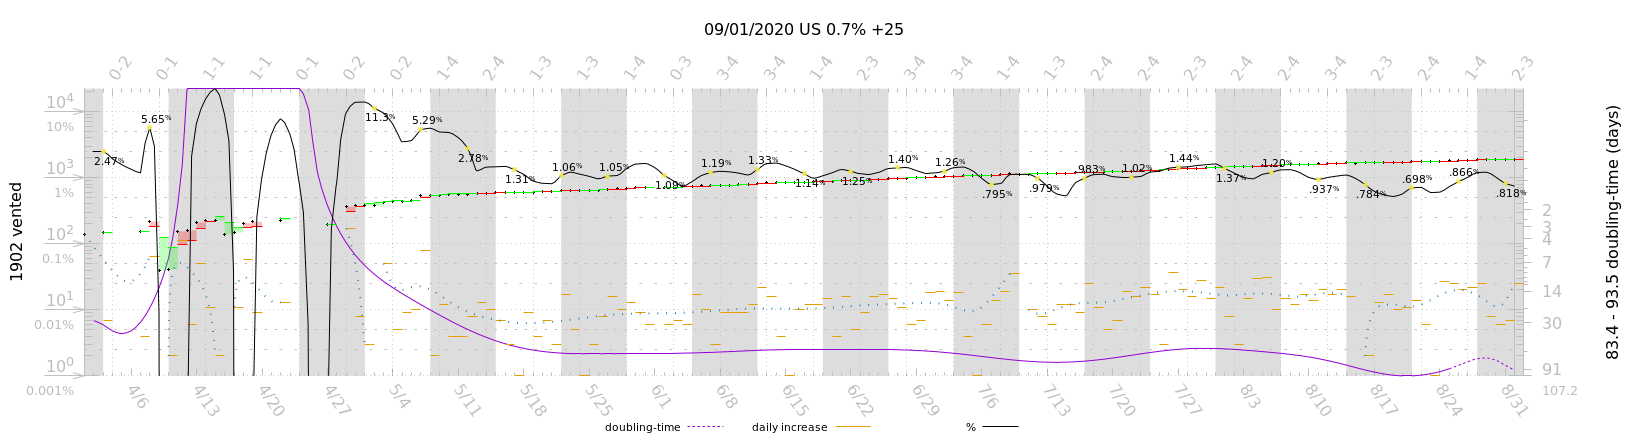 09/01/2020 US 0.7% +25
0-2 0-1 1-1 1-1 0-1 0-2 0-2 1-4 2-4 1-3 1-3 1-4 0-3 3-4 3-4 1-4 2-3 3-4 3-4 1-4 1-3 2-4 2-4 2-4 2-4 3-4 2-3 2-4 1-4 2-3
10^4
10%
10^3
1%
10^2
0.1%
10^1
0.01%
10^0
0.001%
1902 vented
2.47% 5.65% 11.3% 5.29% 2.78% 1.31% 1.06% 1.05% 1.09% 1.19% 1.33% 1.14% 1.25% 1.40% 1.26% .795% .979% .983% 1.02% 1.44% 1.37% 1.20% .937% .784% .698% .866% .818%
2
3
4
7
14
30
91
107.2
83.4 - 93.5 doubling-time (days)
4/6 4/13 4/20 4/27 5/4 5/11 5/18 5/25 6/1 6/8 6/15 6/22 6/29 7/6 7/13 7/20 7/27 8/3 8/10 8/17 8/24 8/31
doubling-time daily increase %